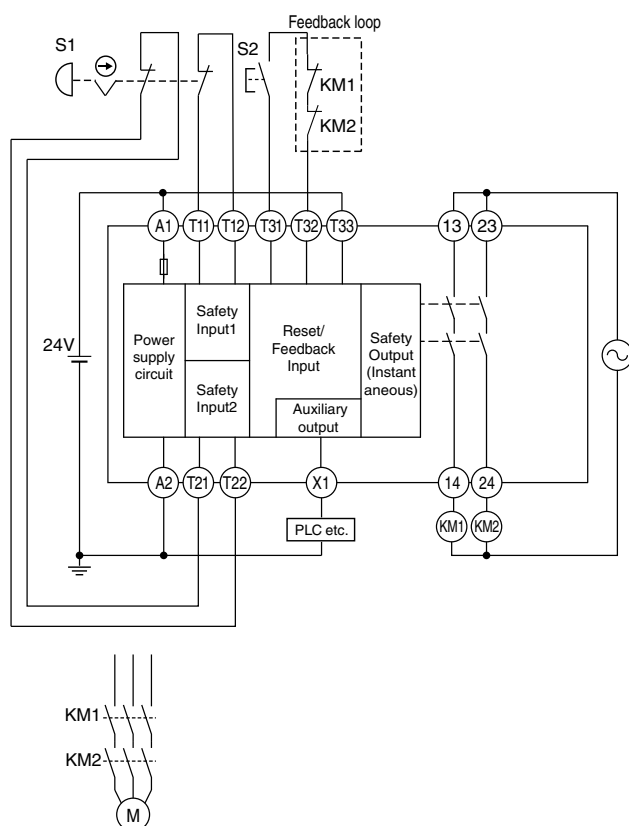 Feedback loop
S1
S2
KM1
KM2
A1
T11
T12
T31
T32
T33
13
23
24V
Power
supply
circuit
Safety
Input1
Safety
Input2
Reset/
Feedback
Input
Auxiliary
output
Safety
Output
(Instant
aneous)
A2
T21
T22
X1
14
24
PLC etc.
KM1
KM2
KM1
KM2
M